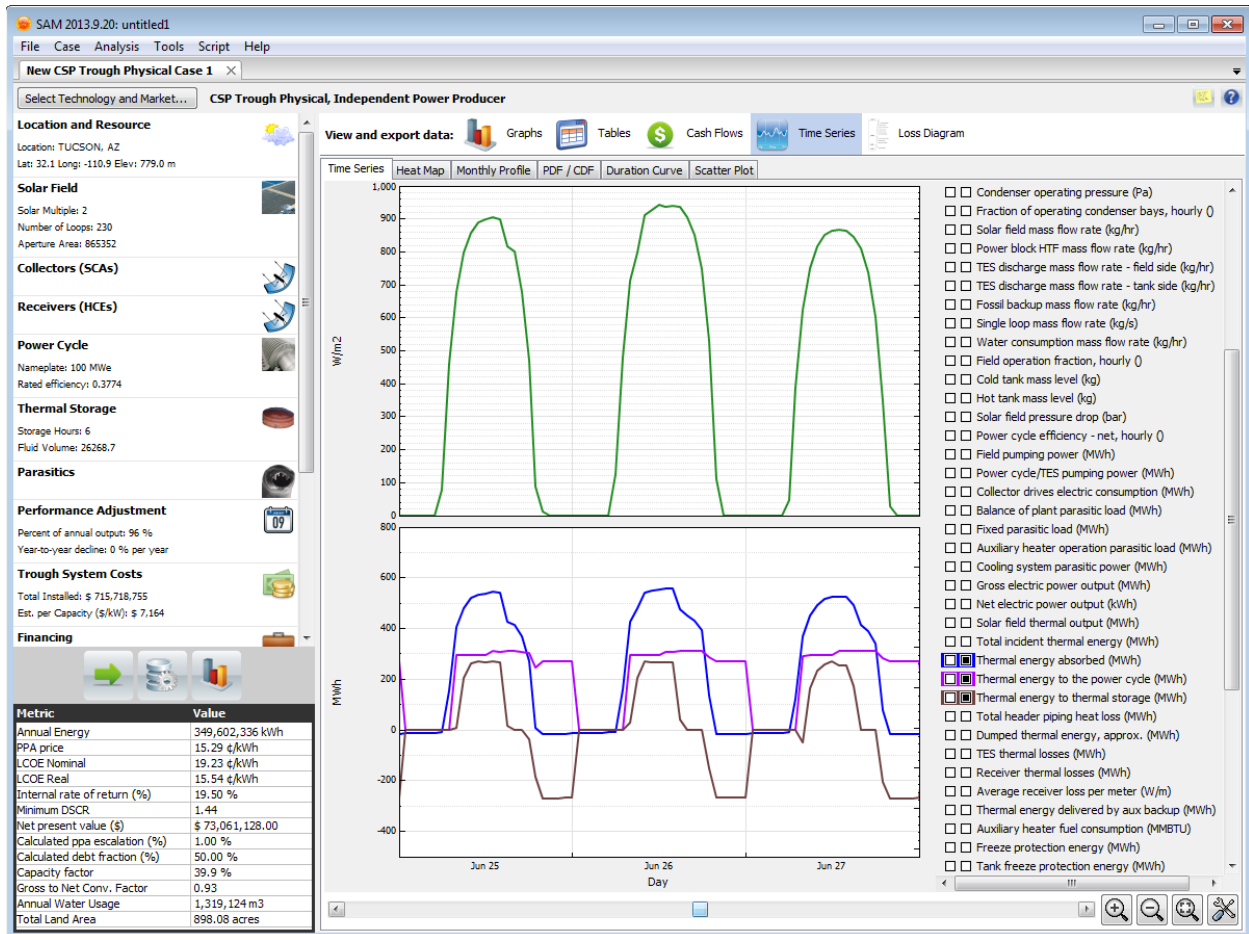 SAM 2013.9.20: untitled1
File Case Analysis Tools Script Help
New CSP Trough Physical Case 1
Select Technology and Market... CSP Trough Physical, Independent Power Producer
Location and Resource
Location: TUCSON, AZ
Lat: 32.1 Long: -110.9 Elev: 779.0 m
Solar Field
Solar Multiple: 2
Number of Loops: 230
Aperture Area: 865352
Collectors (SCAs)
Receivers (HCEs)
Power Cycle
Nameplate: 100 MWe
Rated efficiency: 0.3774
Thermal Storage
Storage Hours: 6
Fluid Volume: 26268.7
Parasitics
Performance Adjustment
09
Percent of annual output: 96 %
Year-to-year decline: 0 % per year
Trough System Costs
Total Installed: $ 715,718,755
Est. per Capacity ($/kW): $ 7,164
Financing
Metric Value
Annual Energy 349,602,336 kWh
PPA price 15.29 ¢/kWh
LCOE Nominal 19.23 ¢/kWh
LCOE Real 15.54 ¢/kWh
Internal rate of return (%) 19.50 %
Minimum DSCR 1.44
Net present value ($) $ 73,061,128.00
Calculated ppa escalation (%) 1.00 %
Calculated debt fraction (%) 50.00 %
Capacity factor 39.9 %
Gross to Net Conv. Factor 0.93
Annual Water Usage 1,319,124 m3
Total Land Area 898.08 acres
View and export data: Graphs Tables Cash Flows Time Series Loss Diagram
Time Series Heat Map Monthly Profile PDF / CDF Duration Curve Scatter Plot
1,000
900
800
700
600
500
400
300
200
100
0
W/m2
800
600
400
200
0
-200
-400
MWh
Jun 25 Jun 26 Jun 27
Day
Condenser operating pressure (Pa)
Fraction of operating condenser bays, hourly ()
Solar field mass flow rate (kg/hr)
Power block HTF mass flow rate (kg/hr)
TES discharge mass flow rate - field side (kg/hr)
TES discharge mass flow rate - tank side (kg/hr)
Fossil backup mass flow rate (kg/hr)
Single loop mass flow rate (kg/s)
Water consumption mass flow rate (kg/hr)
Field operation fraction, hourly ()
Cold tank mass level (kg)
Hot tank mass level (kg)
Solar field pressure drop (bar)
Power cycle efficiency - net, hourly ()
Field pumping power (MWh)
Power cycle/TES pumping power (MWh)
Collector drives electric consumption (MWh)
Balance of plant parasitic load (MWh)
Fixed parasitic load (MWh)
Auxiliary heater operation parasitic load (MWh)
Cooling system parasitic power (MWh)
Gross electric power output (MWh)
Net electric power output (kWh)
Solar field thermal output (MWh)
Total incident thermal energy (MWh)
Thermal energy absorbed (MWh)
Thermal energy to the power cycle (MWh)
Thermal energy to thermal storage (MWh)
Total header piping heat loss (MWh)
Dumped thermal energy, approx. (MWh)
TES thermal losses (MWh)
Receiver thermal losses (MWh)
Average receiver loss per meter (W/m)
Thermal energy delivered by aux backup (MWh)
Auxiliary heater fuel consumption (MMBTU)
Freeze protection energy (MWh)
Tank freeze protection energy (MWh)